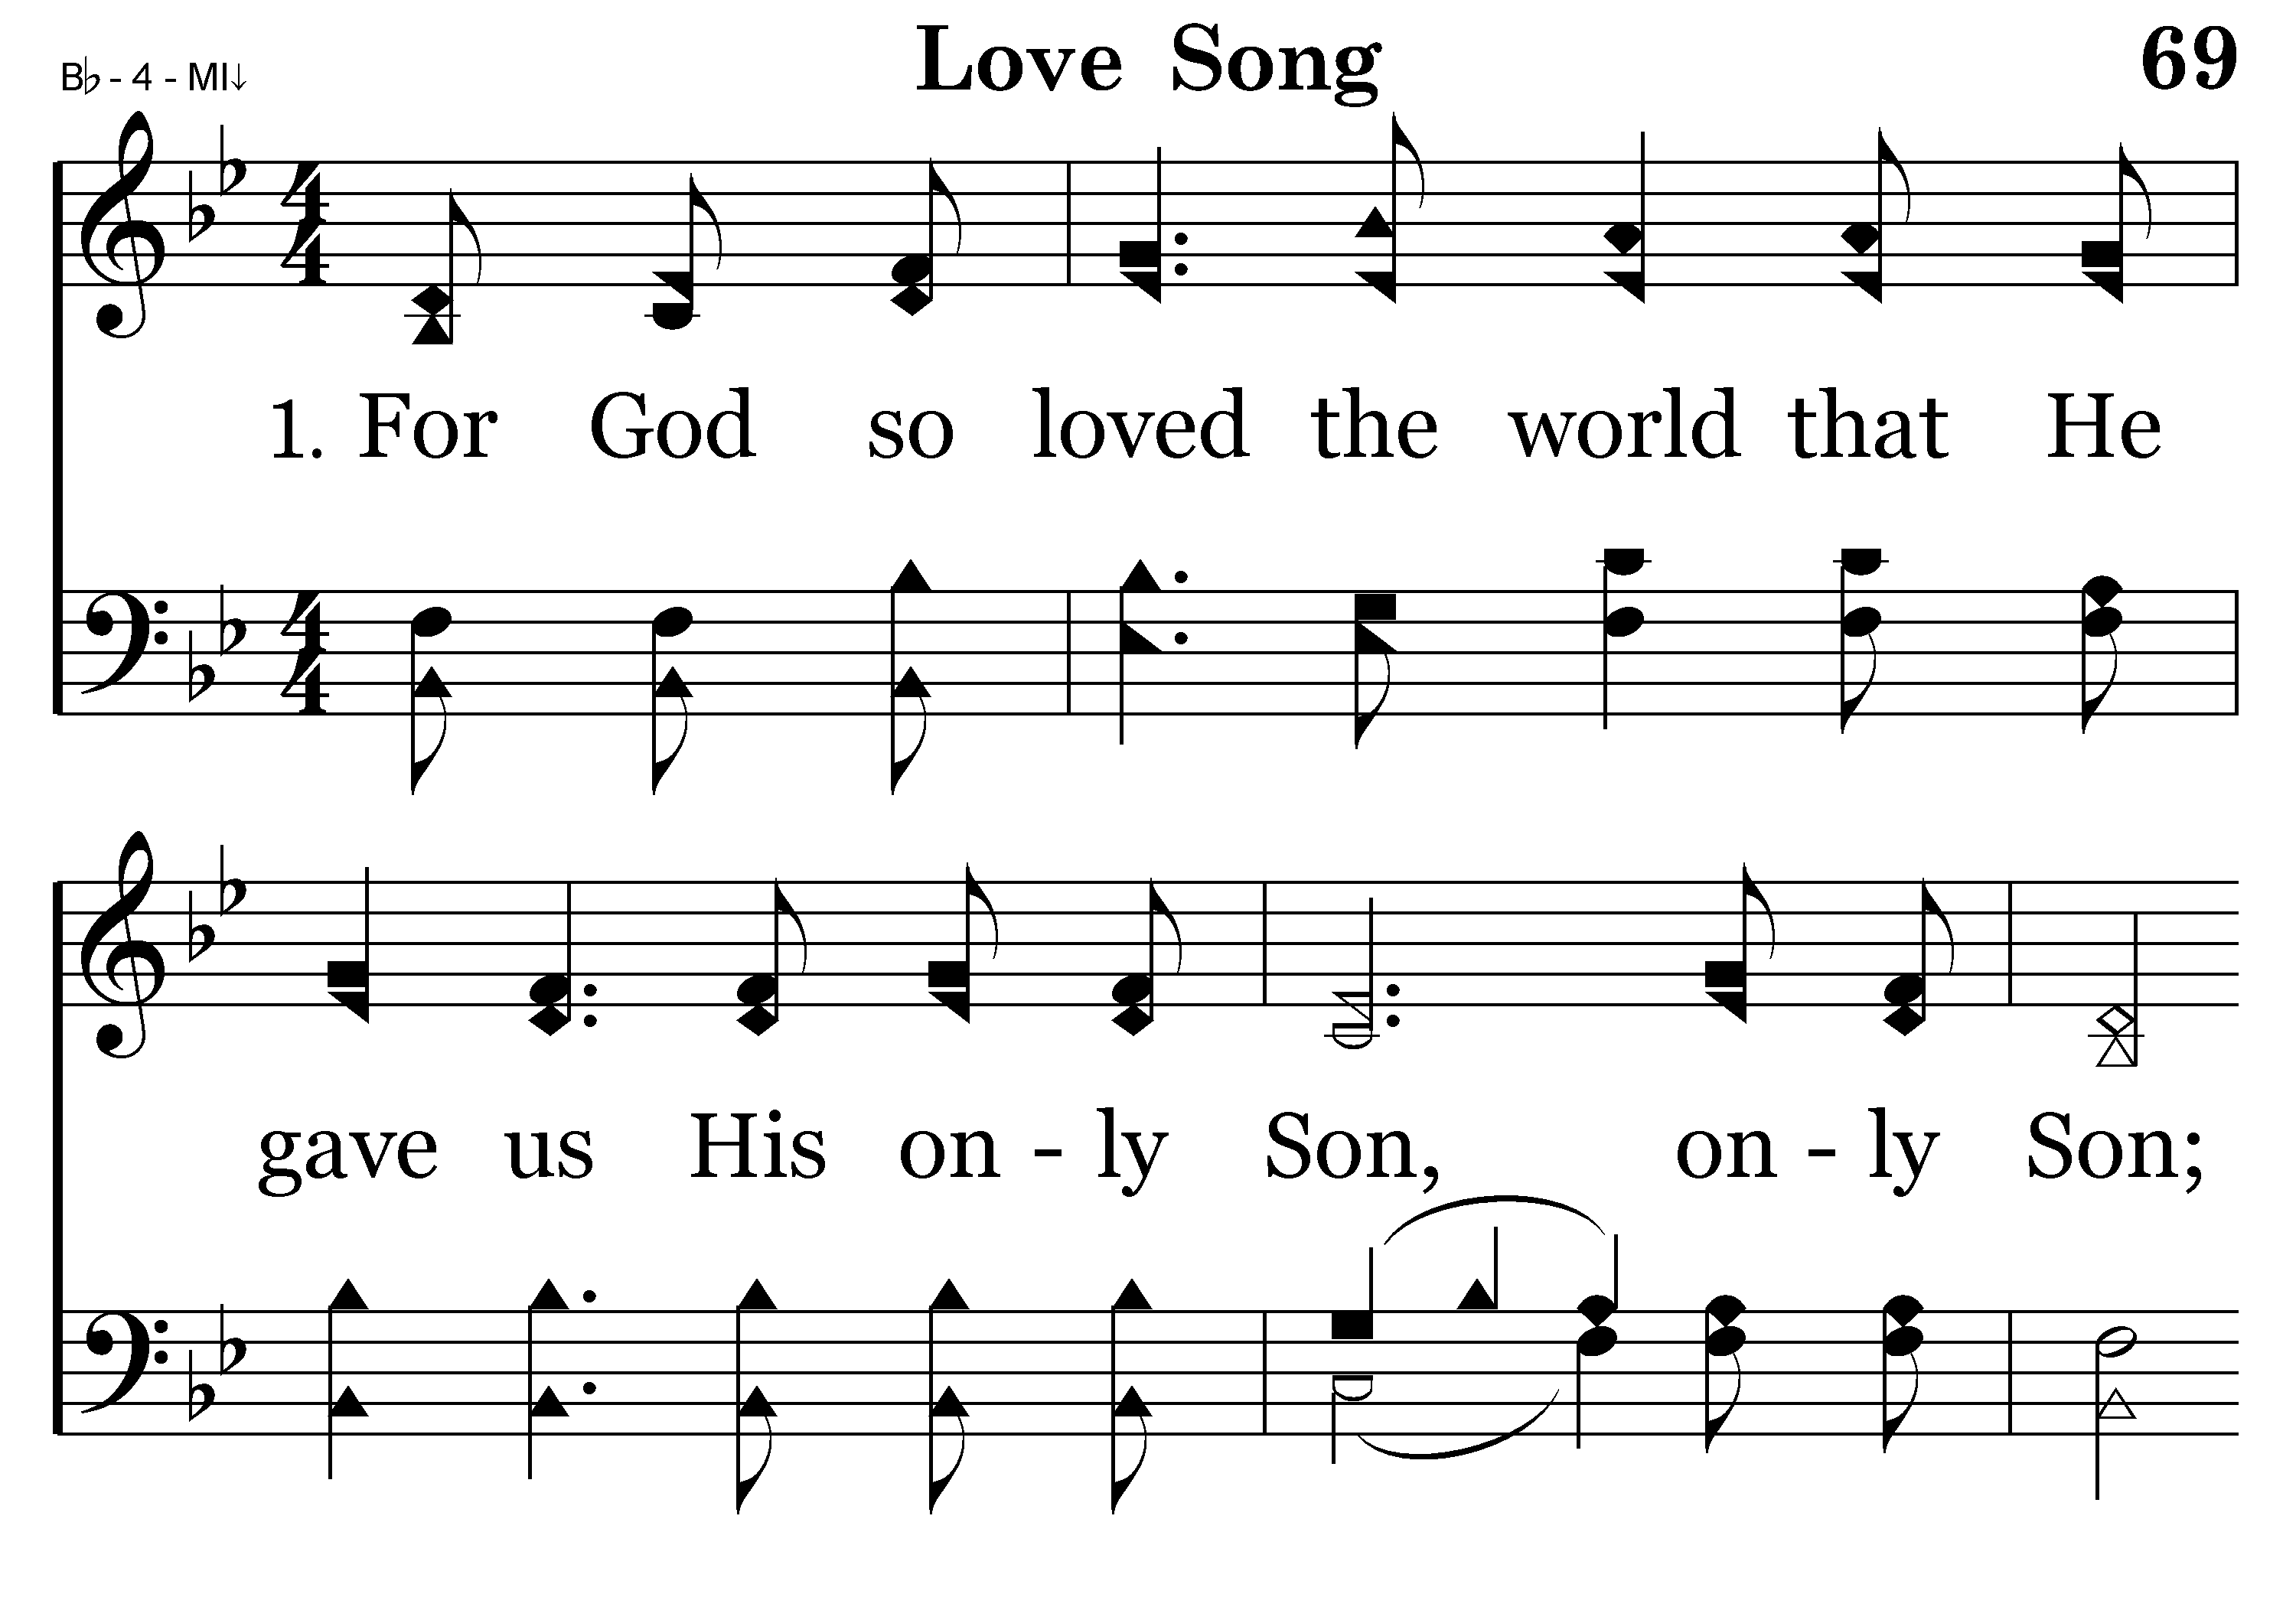 Love Song
69
B♭ - 4 - MI↓
1. For God so loved the world that He
gave us His on - ly Son, on - ly Son;